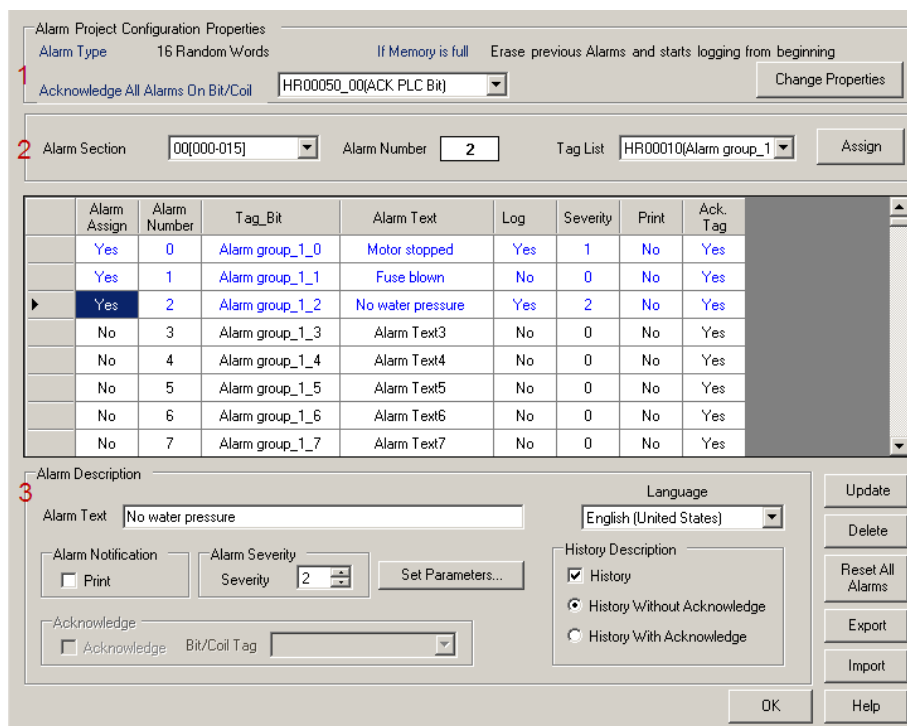 Alarm Project Configuration Properties
Alarm Type 16 Random Words If Memory is full Erase previous Alarms and starts logging from beginning
1
Acknowledge All Alarms On Bit/Coil HR00050_00(ACK PLC Bit) Change Properties
2 Alarm Section 00[000-015] Alarm Number 2 Tag List HR00010(Alarm group_1 Assign
Alarm Assign Alarm Number Tag_Bit Alarm Text Log Severity Print Ack. Tag
Yes 0 Alarm group_1_0 Motor stopped Yes 1 No Yes
Yes 1 Alarm group_1_1 Fuse blown No 0 No Yes
Yes 2 Alarm group_1_2 No water pressure Yes 2 No Yes
No 3 Alarm group_1_3 Alarm Text3 No 0 No Yes
No 4 Alarm group_1_4 Alarm Text4 No 0 No Yes
No 5 Alarm group_1_5 Alarm Text5 No 0 No Yes
No 6 Alarm group_1_6 Alarm Text6 No 0 No Yes
No 7 Alarm group_1_7 Alarm Text7 No 0 No Yes
Alarm Description
3
Language
Alarm Text No water pressure English (United States)
Alarm Notification Alarm Severity History Description
Print Severity 2 Set Parameters... History
History Without Acknowledge
Acknowledge
Acknowledge Bit/Coil Tag History With Acknowledge
Update
Delete
Reset All Alarms
Export
Import
OK Help